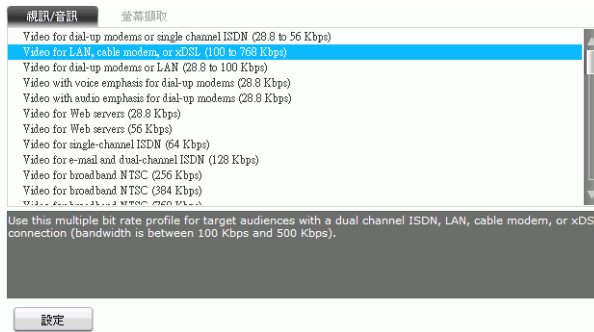 視訊/音訊 螢幕擷取
Video for dial-up modems or single channel ISDN (28.8 to 56 Kbps)
Video for LAN, cable modem, or xDSL (100 to 768 Kbps)
Video for dial-up modems or LAN (28.8 to 100 Kbps)
Video with voice emphasis for dial-up modems (28.8 Kbps)
Video with audio emphasis for dial-up modems (28.8 Kbps)
Video for Web servers (28.8 Kbps)
Video for Web servers (56 Kbps)
Video for single-channel ISDN (64 Kbps)
Video for e-mail and dual-channel ISDN (128 Kbps)
Video for broadband NTSC (256 Kbps)
Video for broadband NTSC (384 Kbps)
Video for broadband NTSC (768 Kbps)
Use this multiple bit rate profile for target audiences with a dual channel ISDN, LAN, cable modem, or xDS
connection (bandwidth is between 100 Kbps and 500 Kbps).
設定